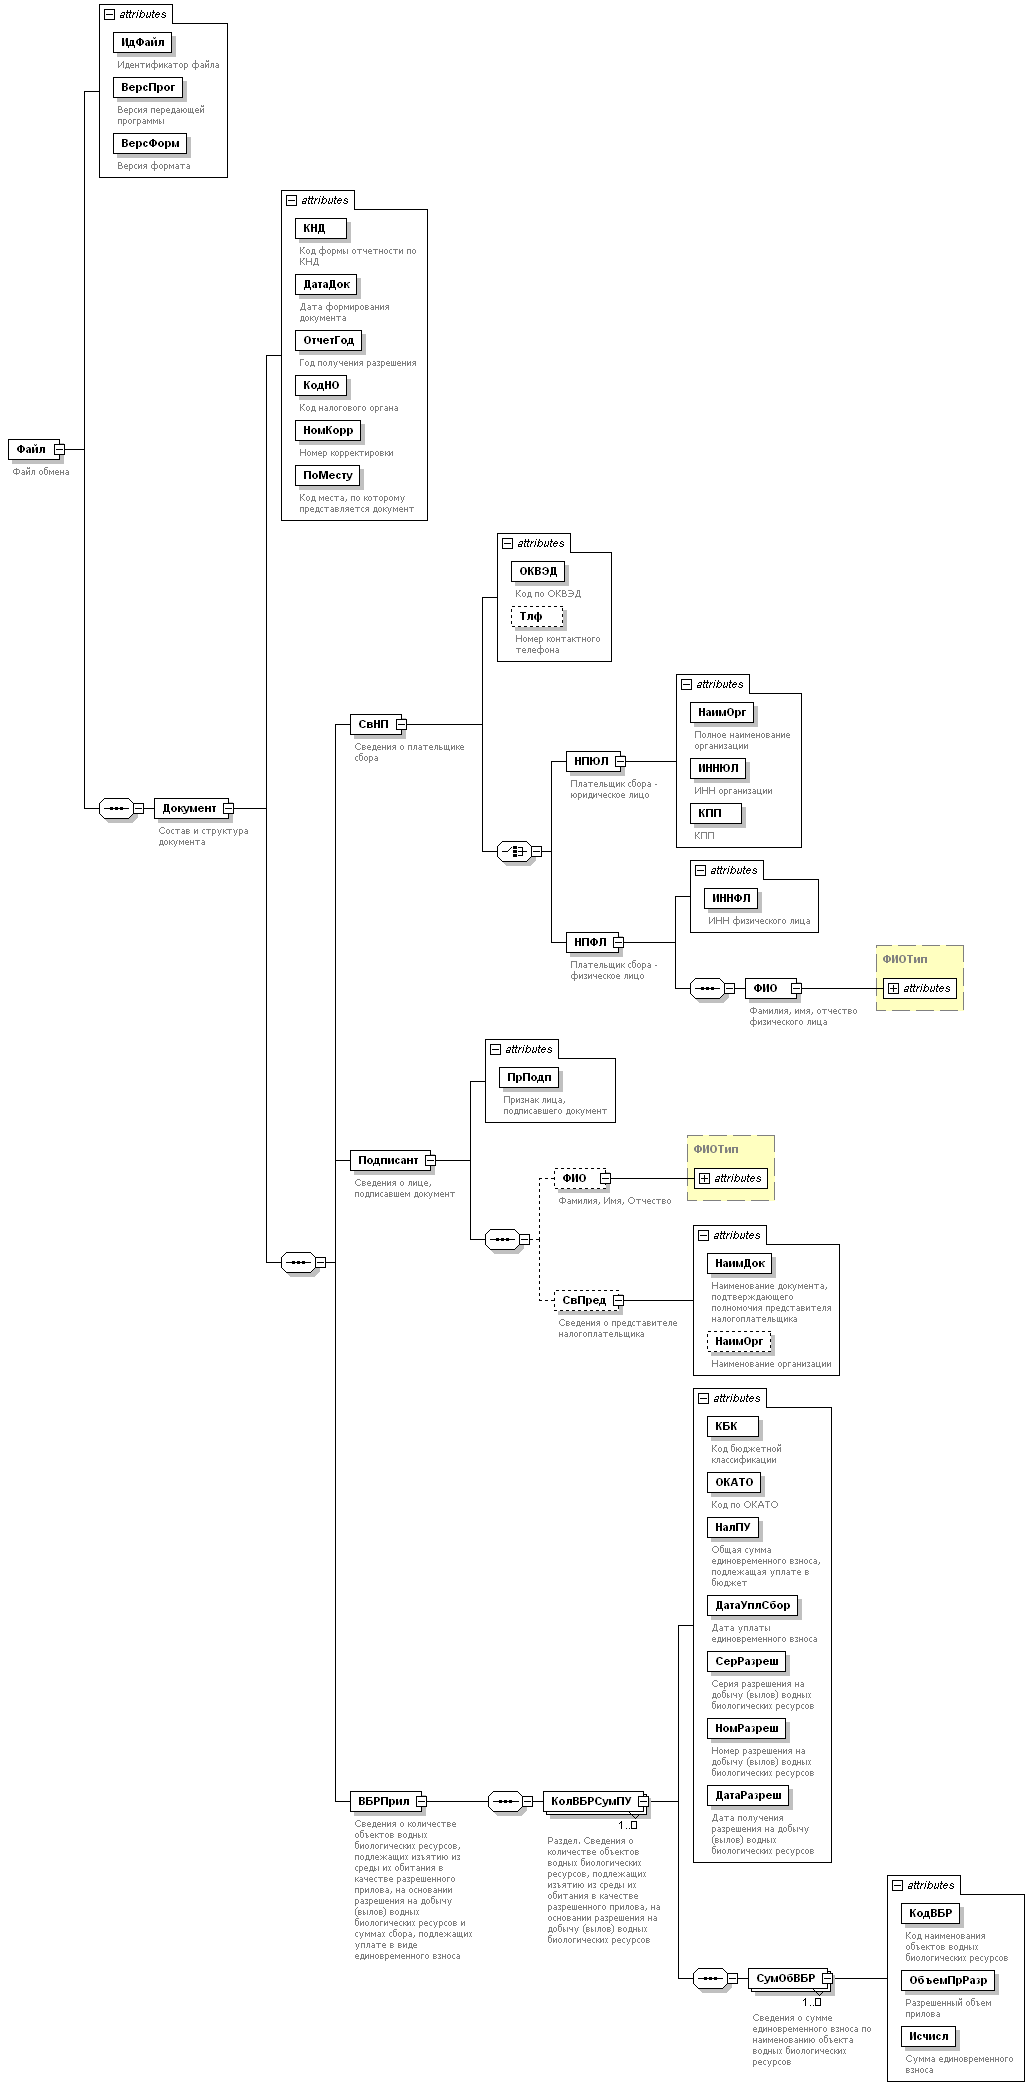 attributes
ИдФайл
Идентификатор файла
ВерсПрог
Версия передающей
программы
ВерсФорм
Версия формата
attributes
КНД
Код формы отчетности по
КНД
ДатаДок
Дата формирования
документа
ОтчетГод
Год получения разрешения
КодНО
Код налогового органа
НомКорр
Номер корректировки
ПоМесту
Код места, по которому
представляется документ
Файл
Файл обмена
attributes
ОКВЭД
Код по ОКВЭД
Тлф
Номер контактного
телефона
СвНП
Сведения о плательщике
сбора
attributes
НаимОрг
Полное наименование
организации
ИННЮЛ
ИНН организации
КПП
КПП
НПЮЛ
Плательщик сбора -
юридическое лицо
Документ
Состав и структура
документа
attributes
ИННФЛ
ИНН физического лица
НПФЛ
Плательщик сбора -
физическое лицо
ФИОТип
attributes
ФИО
Фамилия, имя, отчество
физического лица
attributes
ПрПодп
Признак лица,
подписавшего документ
Подписант
Сведения о лице,
подписавшем документ
ФИОТип
attributes
ФИО
Фамилия, Имя, Отчество
attributes
НаимДок
Наименование документа,
подтверждающего
полномочия представителя
налогоплательщика
НаимОрг
Наименование организации
СвПред
Сведения о представителе
налогоплательщика
attributes
КБК
Код бюджетной
классификации
ОКАТО
Код по ОКАТО
НалПУ
Общая сумма
единовременного взноса,
подлежащая уплате в
бюджет
ДатаУплСбор
Дата уплаты
единовременного взноса
СерРазреш
Серия разрешения на
добычу (вылов) водных
биологических ресурсов
НомРазреш
Номер разрешения на
добычу (вылов) водных
биологических ресурсов
ДатаРазреш
Дата получения
разрешения на добычу
(вылов) водных
биологических ресурсов
ВБРПрил
Сведения о количестве
объектов водных
биологических ресурсов,
подлежащих изъятию из
среды их обитания в
качестве разрешенного
прилова, на основании
разрешения на добычу
(вылов) водных
биологических ресурсов и
суммах сбора, подлежащих
уплате в виде
единовременного взноса
КолВБРСумПУ
1..
Раздел. Сведения о
количестве объектов
водных биологических
ресурсов, подлежащих
изъятию из среды их
обитания в качестве
разрешенного прилова, на
основании разрешения на
добычу (вылов) водных
биологических ресурсов
attributes
КодВБР
Код наименования
объектов водных
биологических ресурсов
ОбъемПрРазр
Разрешенный объем
прилова
Исчисл
Сумма единовременного
взноса
СумОбВБР
1..
Сведения о сумме
единовременного взноса по
наименованию объекта
водных биологических
ресурсов